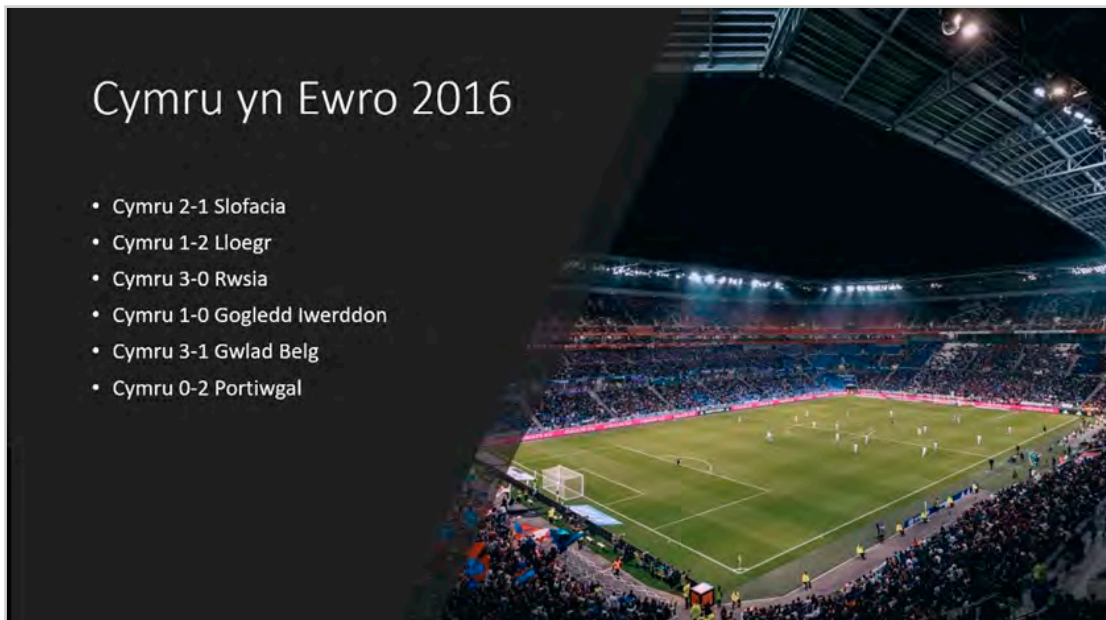 Cymru yn Ewro 2016
• Cymru 2-1 Slofacia
• Cymru 1-2 Lloegr
• Cymru 3-0 Rwsia
• Cymru 1-0 Gogledd Iwerddon
• Cymru 3-1 Gwlad Belg
• Cymru 0-2 Portiwgal